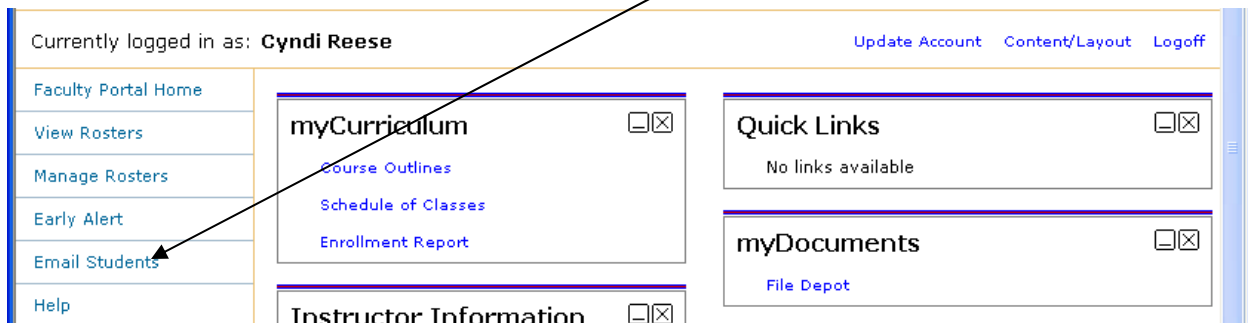 Currently logged in as: Cyndi Reese
Update Account Content/Layout Logoff
Faculty Portal Home
View Rosters
Manage Rosters
Early Alert
Email Students
Help
myCurriculum
Course Outlines
Schedule of Classes
Enrollment Report
Instructor Information
Quick Links
No links available
myDocuments
File Depot